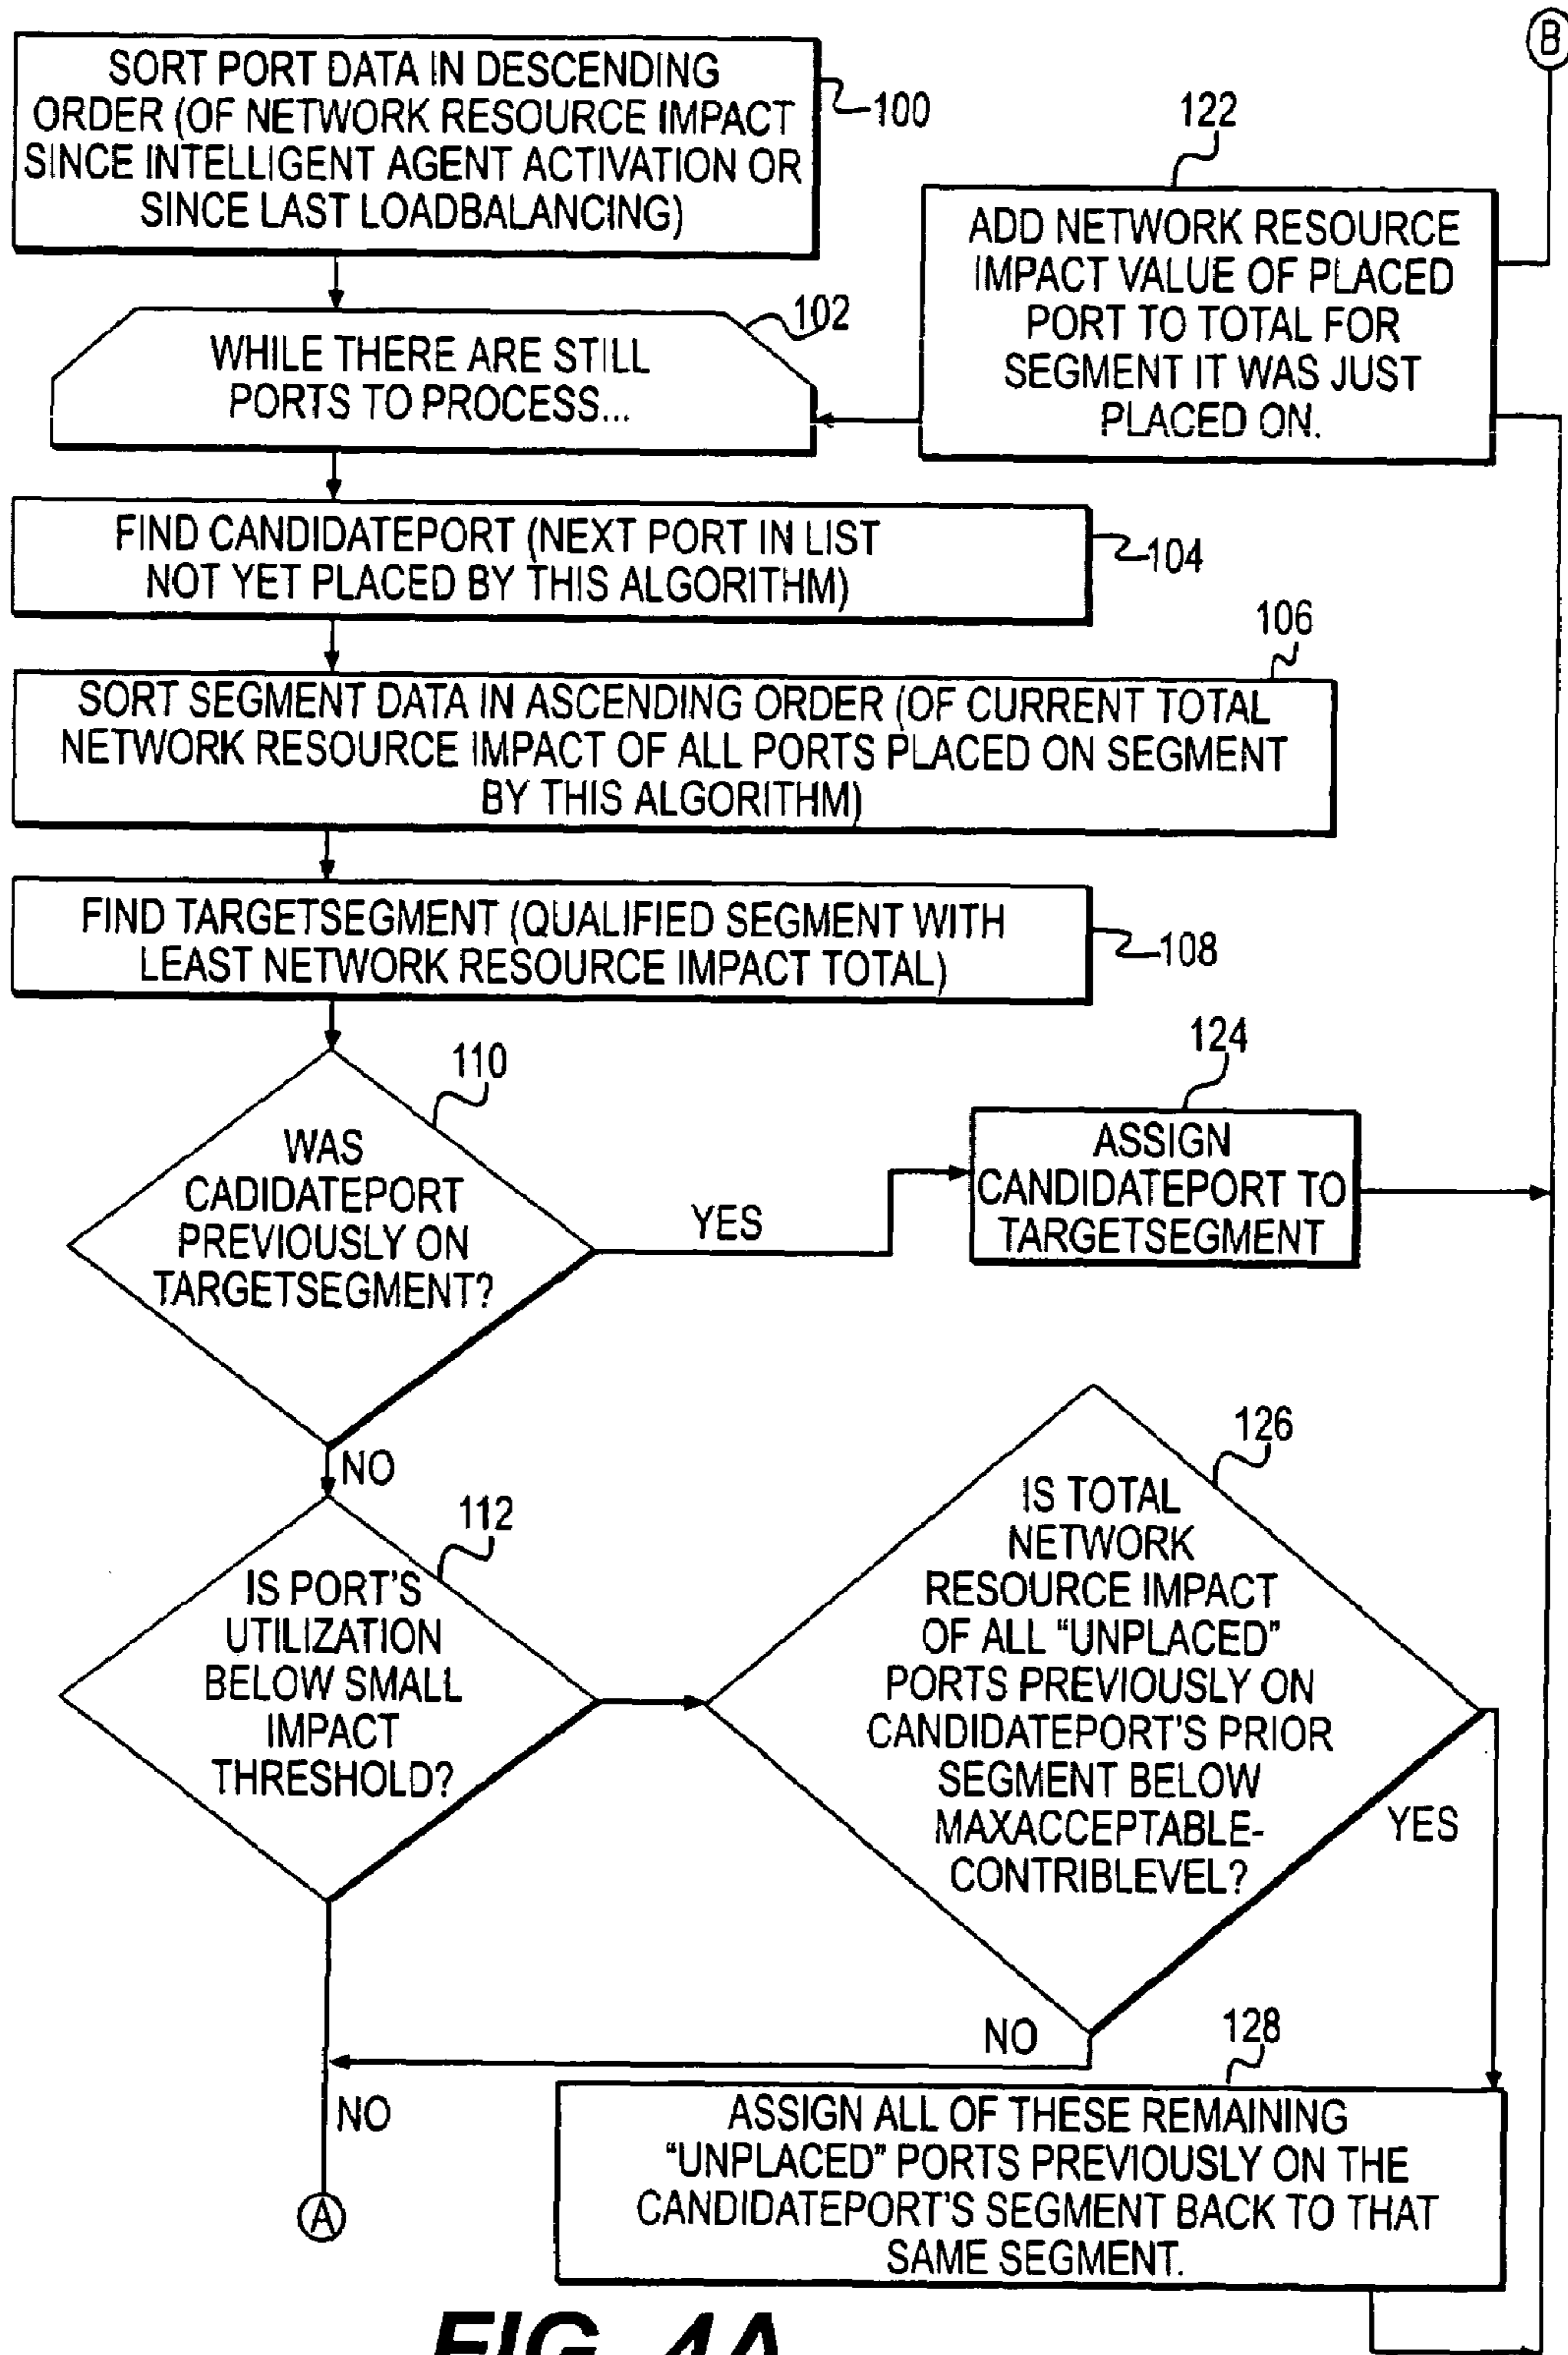 B
SORT PORT DATA IN DESCENDING
ORDER (OF NETWORK RESOURCE IMPACT
SINCE INTELLIGENT AGENT ACTIVATION OR
SINCE LAST LOADBALANCING)
100
122
ADD NETWORK RESOURCE
IMPACT VALUE OF PLACED
PORT TO TOTAL FOR
SEGMENT IT WAS JUST
PLACED ON.
102
WHILE THERE ARE STILL
PORTS TO PROCESS...
FIND CANDIDATEPORT (NEXT PORT IN LIST
NOT YET PLACED BY THIS ALGORITHM)
104
106
SORT SEGMENT DATA IN ASCENDING ORDER (OF CURRENT TOTAL
NETWORK RESOURCE IMPACT OF ALL PORTS PLACED ON SEGMENT
BY THIS ALGORITHM)
FIND TARGETSEGMENT (QUALIFIED SEGMENT WITH
LEAST NETWORK RESOURCE IMPACT TOTAL)
108
110
WAS
CADIDATEPORT
PREVIOUSLY ON
TARGETSEGMENT?
YES
124
ASSIGN
CANDIDATEPORT TO
TARGETSEGMENT
NO
112
IS PORT'S
UTILIZATION
BELOW SMALL
IMPACT
THRESHOLD?
126
IS TOTAL
NETWORK
RESOURCE IMPACT
OF ALL "UNPLACED"
PORTS PREVIOUSLY ON
CANDIDATEPORT'S PRIOR
SEGMENT BELOW
MAXACCEPTABLE-
CONTRIBLEVEL?
YES
NO
NO
A
128
ASSIGN ALL OF THESE REMAINING
"UNPLACED" PORTS PREVIOUSLY ON THE
CANDIDATEPORT'S SEGMENT BACK TO THAT
SAME SEGMENT.
FIG. 4A